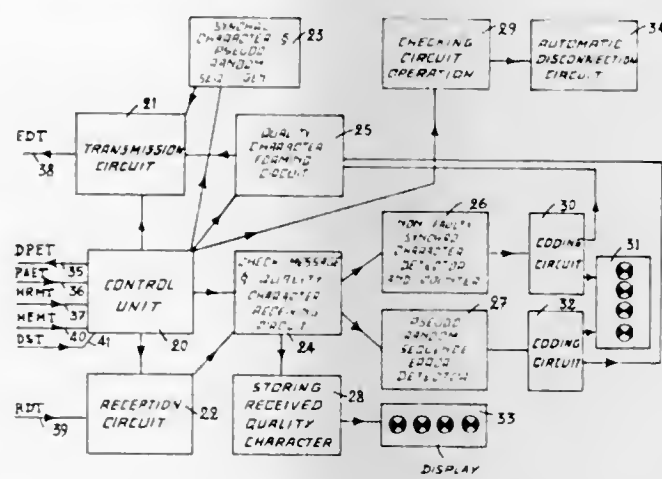 SYNCHRO
CHARACTER &
PSEUDO
RANDOM
SEQ. GEN
23
CHECKING
CIRCUIT
OPERATION
29
AUTOMATIC
DISCONNECTION
CIRCUIT
34
21
TRANSMISSION
CIRCUIT
EDT
38
QUALITY
CHARACTER
FORMING
CIRCUIT
25
26
NON FAULTY
SYNCHRO
CHARACTER
DETECTOR
AND COUNTER
30
CODING
CIRCUIT
31
DPET
35
PAET
36
HRMT
37
HEMT
40
DST
41
CONTROL
UNIT
20
CHECK MESSAGE
& QUALITY
CHARACTER
RECEIVING
CIRCUIT
24
27
PSEUDO
RANDOM
SEQUENCE
ERROR
DETECTOR
32
CODING
CIRCUIT
RDT
39
RECEPTION
CIRCUIT
22
STORING
RECEIVED
QUALITY
CHARACTER
28
33
DISPLAY